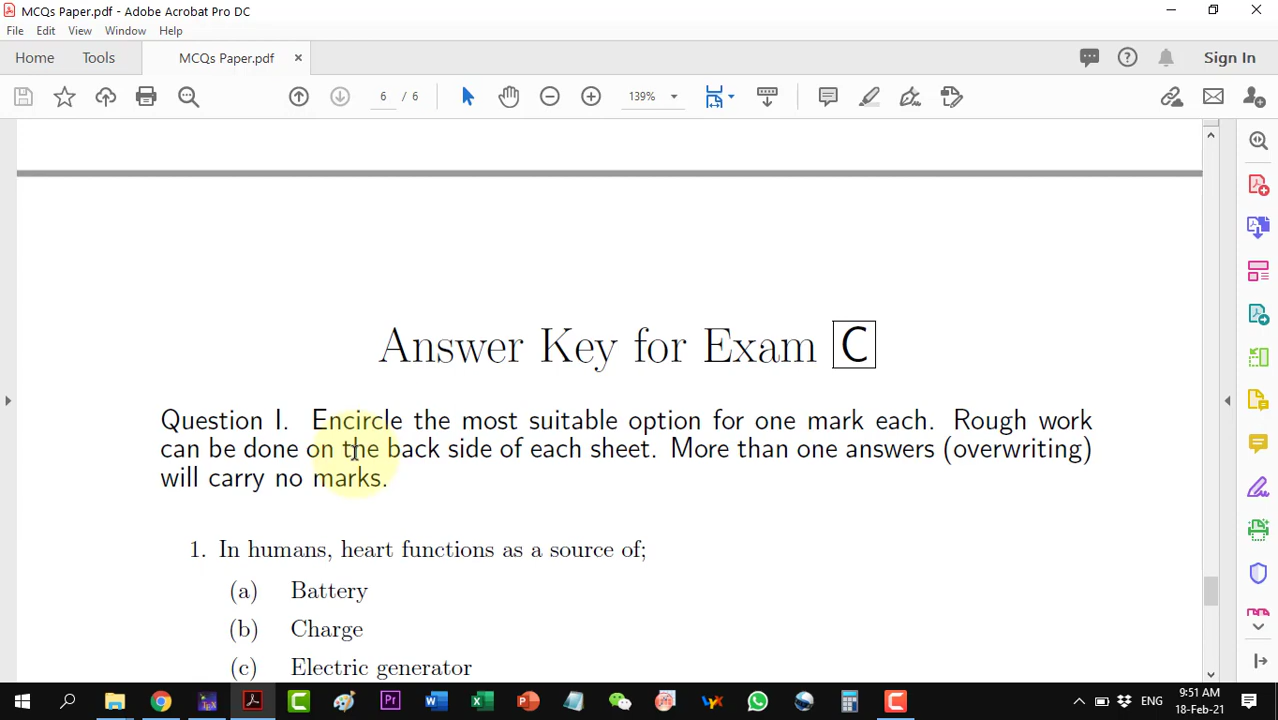 MCQs Paper.pdf - Adobe Acrobat Pro DC
File Edit View Window Help
Home Tools MCQs Paper.pdf Sign In
6 / 6 139%
Answer Key for Exam C
Question I. Encircle the most suitable option for one mark each. Rough work
can be done on the back side of each sheet. More than one answers (overwriting)
will carry no marks.
1. In humans, heart functions as a source of;
(a) Battery
(b) Charge
(c) Electric generator
ENG
9:51 AM
18-Feb-21